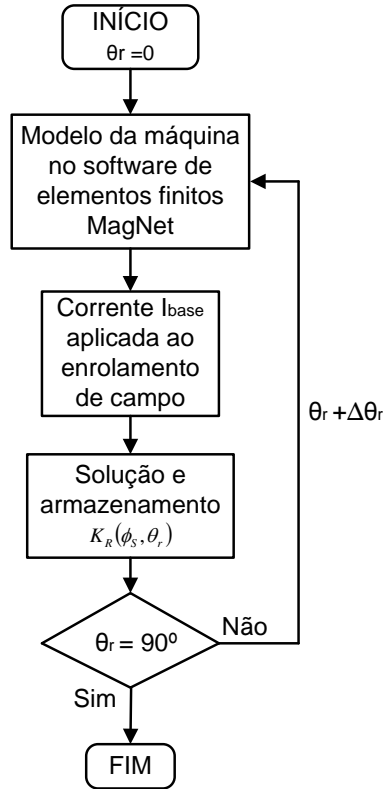 INÍCIO
θr =0
Modelo da máquina
no software de
elementos finitos
MagNet
Corrente Ibase
aplicada ao
enrolamento
de campo
θr +Δθr
Solução e
armazenamento
K_R(ϕ_S, θ_r)
θr = 90º
Não
Sim
FIM